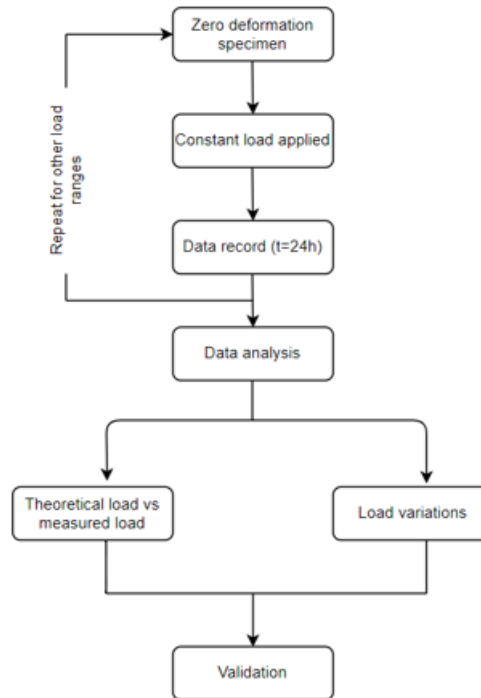 Zero deformation
specimen
Constant load applied
Repeat for other load
ranges
Data record (t=24h)
Data analysis
Theoretical load vs
measured load
Load variations
Validation